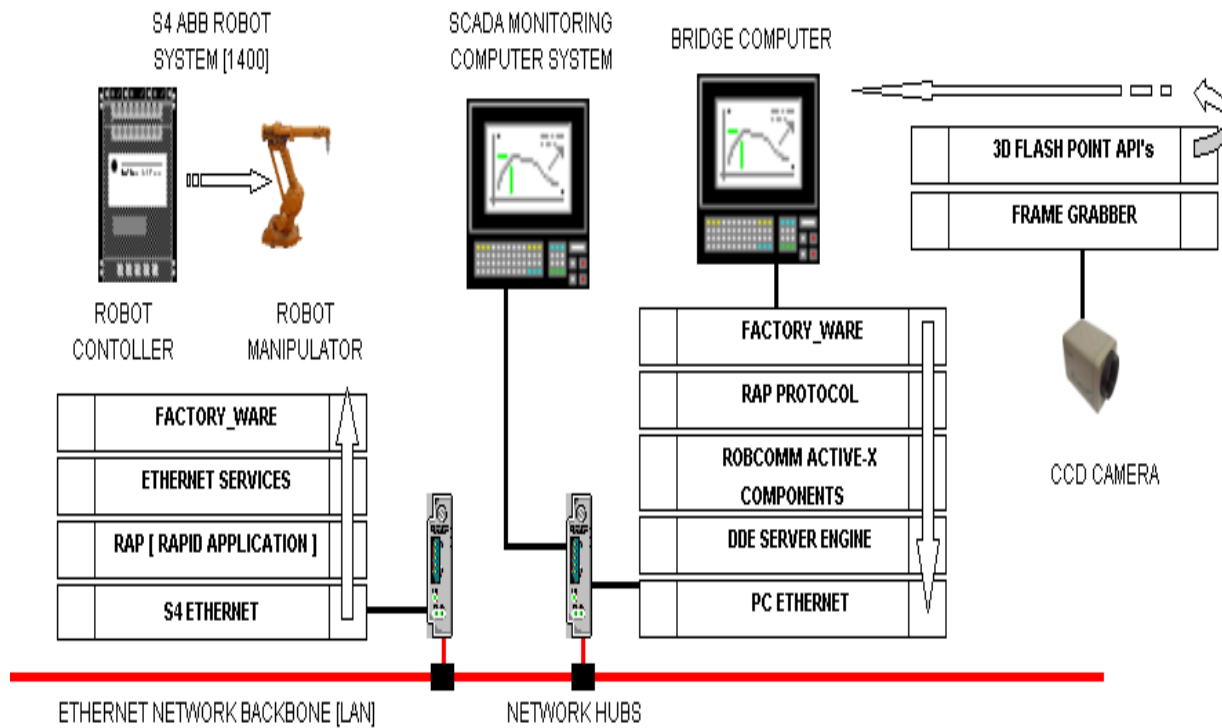 S4 ABB ROBOT
SYSTEM [1400]
SCADA MONITORING
COMPUTER SYSTEM
BRIDGE COMPUTER
3D FLASH POINT API's
FRAME GRABBER
ROBOT
CONTOLLER
ROBOT
MANIPULATOR
FACTORY_WARE
ETHERNET SERVICES
RAP [ RAPID APPLICATION ]
S4 ETHERNET
FACTORY_WARE
RAP PROTOCOL
ROBCOMM ACTIVE-X
COMPONENTS
DDE SERVER ENGINE
PC ETHERNET
CCD CAMERA
ETHERNET NETWORK BACKBONE [LAN]
NETWORK HUBS